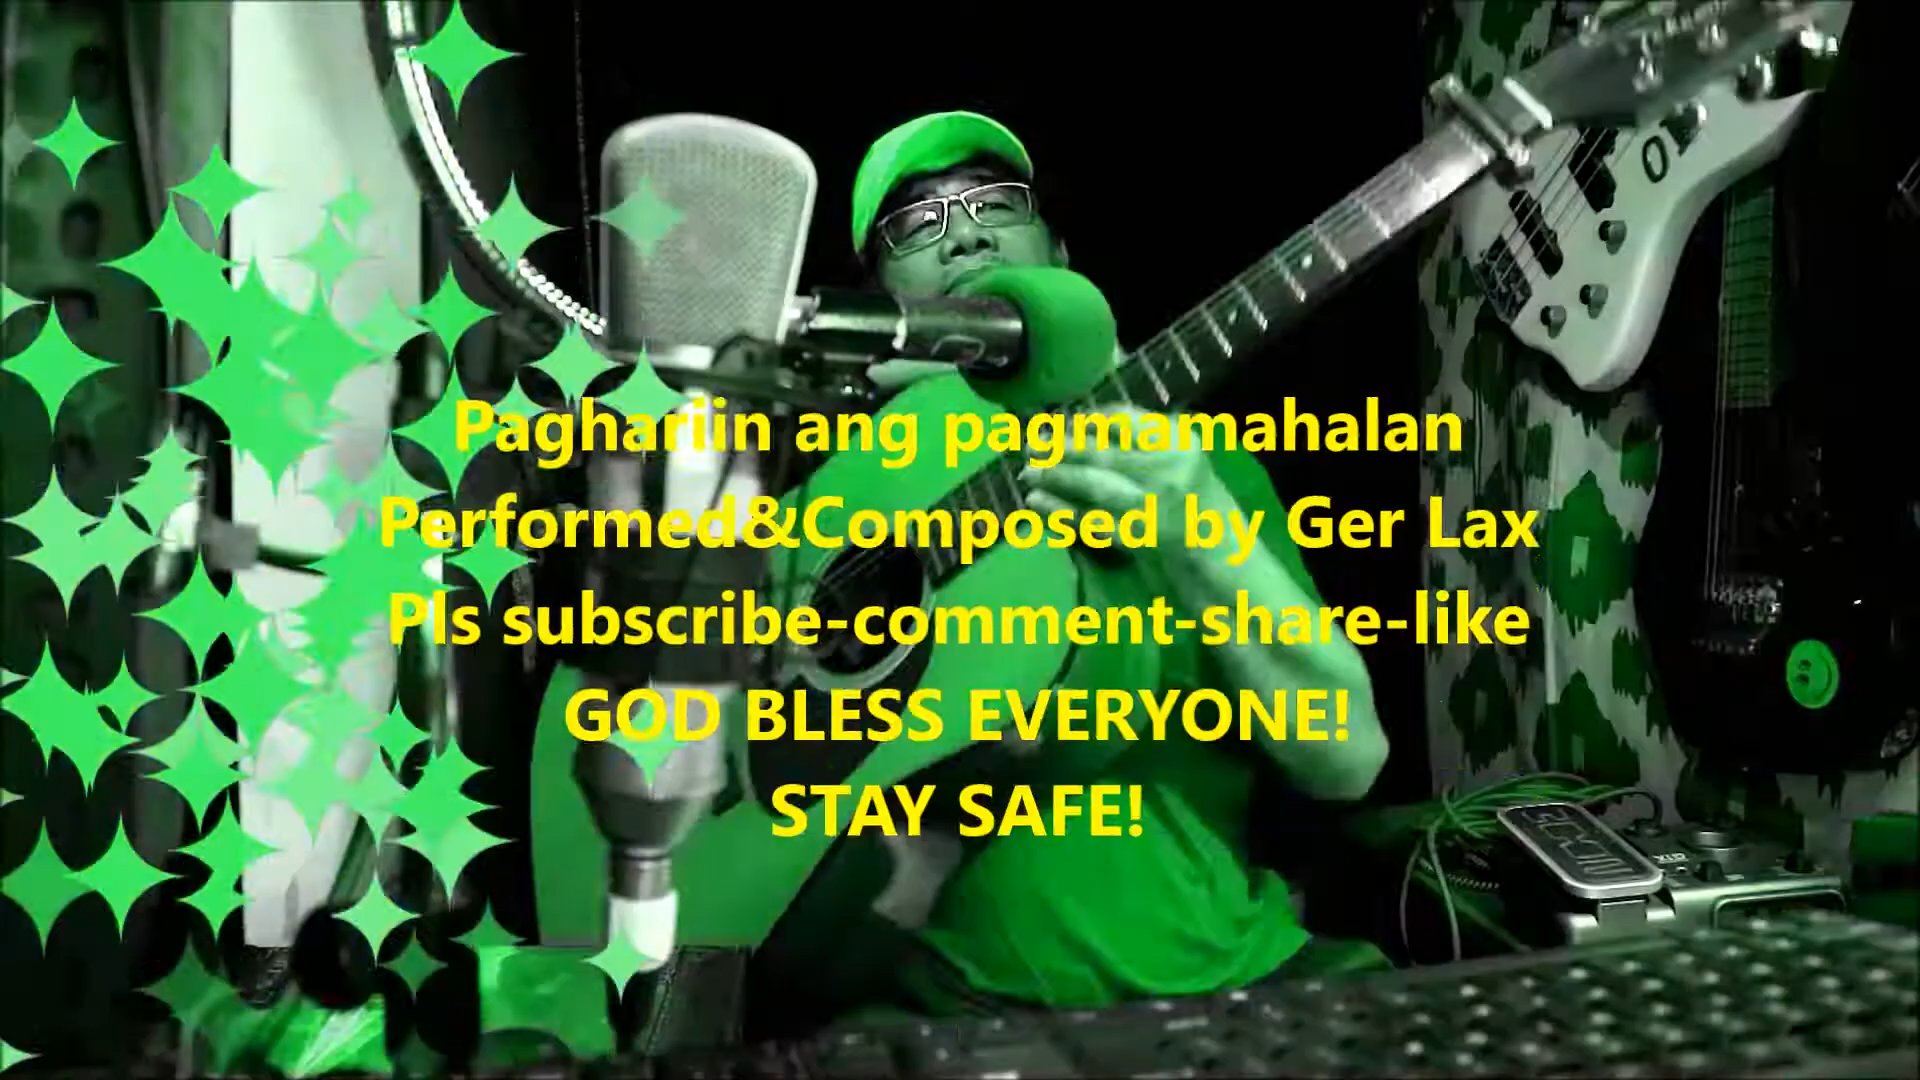 Paghariin ang pagmamahalan
Performed&Composed by Ger Lax
Pls subscribe-comment-share-like
GOD BLESS EVERYONE!
STAY SAFE!